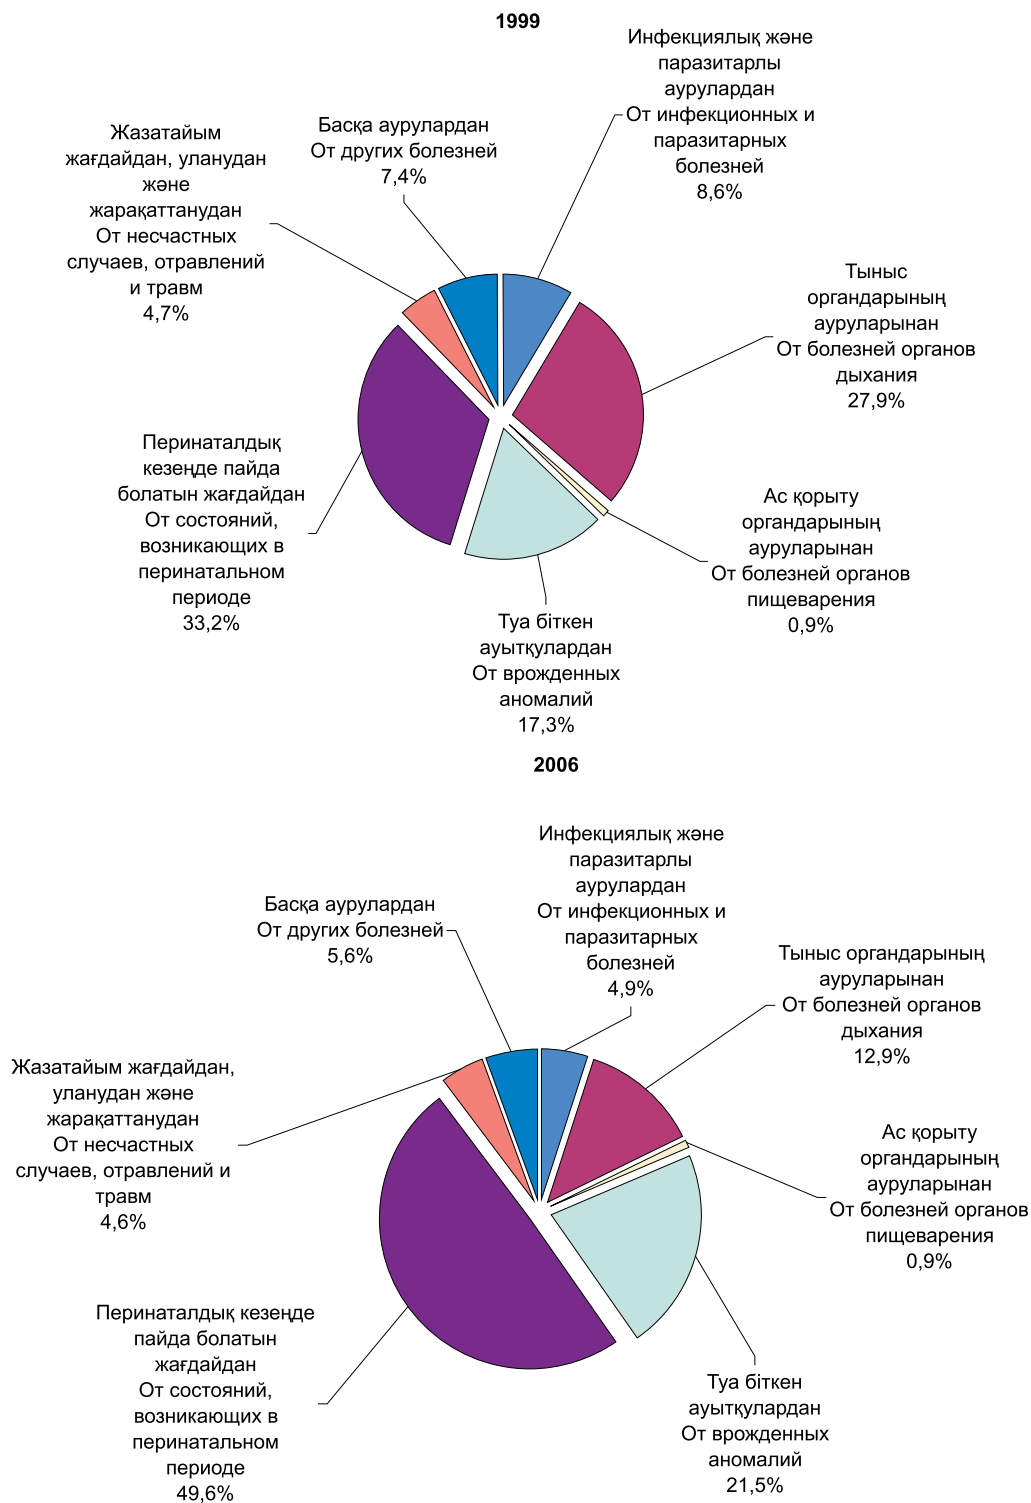 1999
Инфекциялық және
паразитарлы
аурулардан
От инфекционных и
паразитарных
болезней
8,6%
Басқа аурулардан
От других болезней
7,4%
Жазатайым
жағдайдан, уланудан
және
жарақаттанудан
От несчастных
случаев, отравлений
и травм
4,7%
Тыныс
органдарының
ауруларынан
От болезней органов
дыхания
27,9%
Перинаталдық
кезеңде пайда
болатын жағдайдан
От состояний,
возникающих в
перинатальном
периоде
33,2%
Ас қорыту
органдарының
ауруларынан
От болезней органов
пищеварения
0,9%
Туа біткен
ауытқулардан
От врожденных
аномалий
17,3%
2006
Инфекциялық және
паразитарлы
аурулардан
От инфекционных и
паразитарных
болезней
4,9%
Басқа аурулардан
От других болезней
5,6%
Тыныс органдарының
ауруларынан
От болезней органов
дыхания
12,9%
Жазатайым жағдайдан,
уланудан және
жарақаттанудан
От несчастных
случаев, отравлений и
травм
4,6%
Ас қорыту
органдарының
ауруларынан
От болезней органов
пищеварения
0,9%
Перинаталдық кезеңде
пайда болатын
жағдайдан
От состояний,
возникающих в
перинатальном
периоде
49,6%
Туа біткен
ауытқулардан
От врожденных
аномалий
21,5%